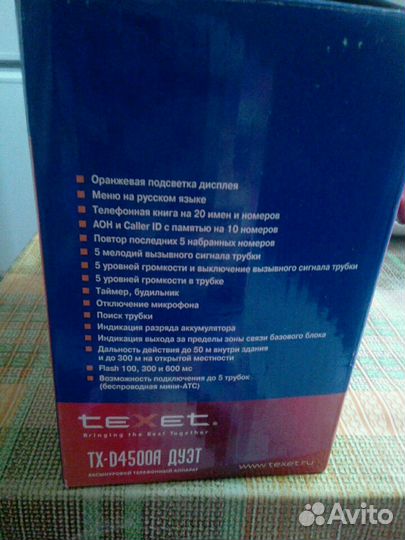 Оранжевая подсветка дисплея
Меню на русском языке
Телефонная книга на 20 имен и номеров
АОН и Caller ID с памятью на 10 номеров
Повтор последних 5 набранных номеров
5 мелодий вызывного сигнала трубки
5 уровней громкости и выключение вызывного сигнала трубки
5 уровней громкости в трубке
Таймер, будильник
Отключение микрофона
Поиск трубки
Индикация разряда аккумулятора
Индикация выхода за пределы зоны связи базового блока
Дальность действия до 50 м внутри здания
и до 300 м на открытой местности
Flash 100, 300 и 600 мс
Возможность подключения до 5 трубок
(беспроводная мини-АТС)
teXet.
Bringing the Best Together
TX-D4500A ДУЭТ
БЕСШНУРОВОЙ ТЕЛЕФОННЫЙ АППАРАТ
www.texet.ru
Avito